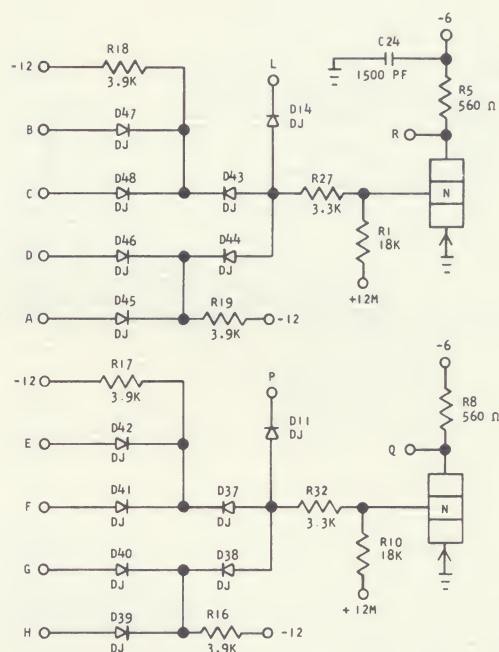 -6
C24
1500 PF
R5
560 Ω
R
N
-12
R18
3.9K
L
D14
DJ
B
D47
DJ
C
D48
DJ
D43
DJ
R27
3.3K
R1
18K
+12M
D
D46
DJ
D44
DJ
A
D45
DJ
R19
3.9K
-12
-12
R17
3.9K
P
D11
DJ
-6
R8
560 Ω
Q
N
E
D42
DJ
F
D41
DJ
D37
DJ
R32
3.3K
R10
18K
+12M
G
D40
DJ
D38
DJ
H
D39
DJ
R16
3.9K
-12